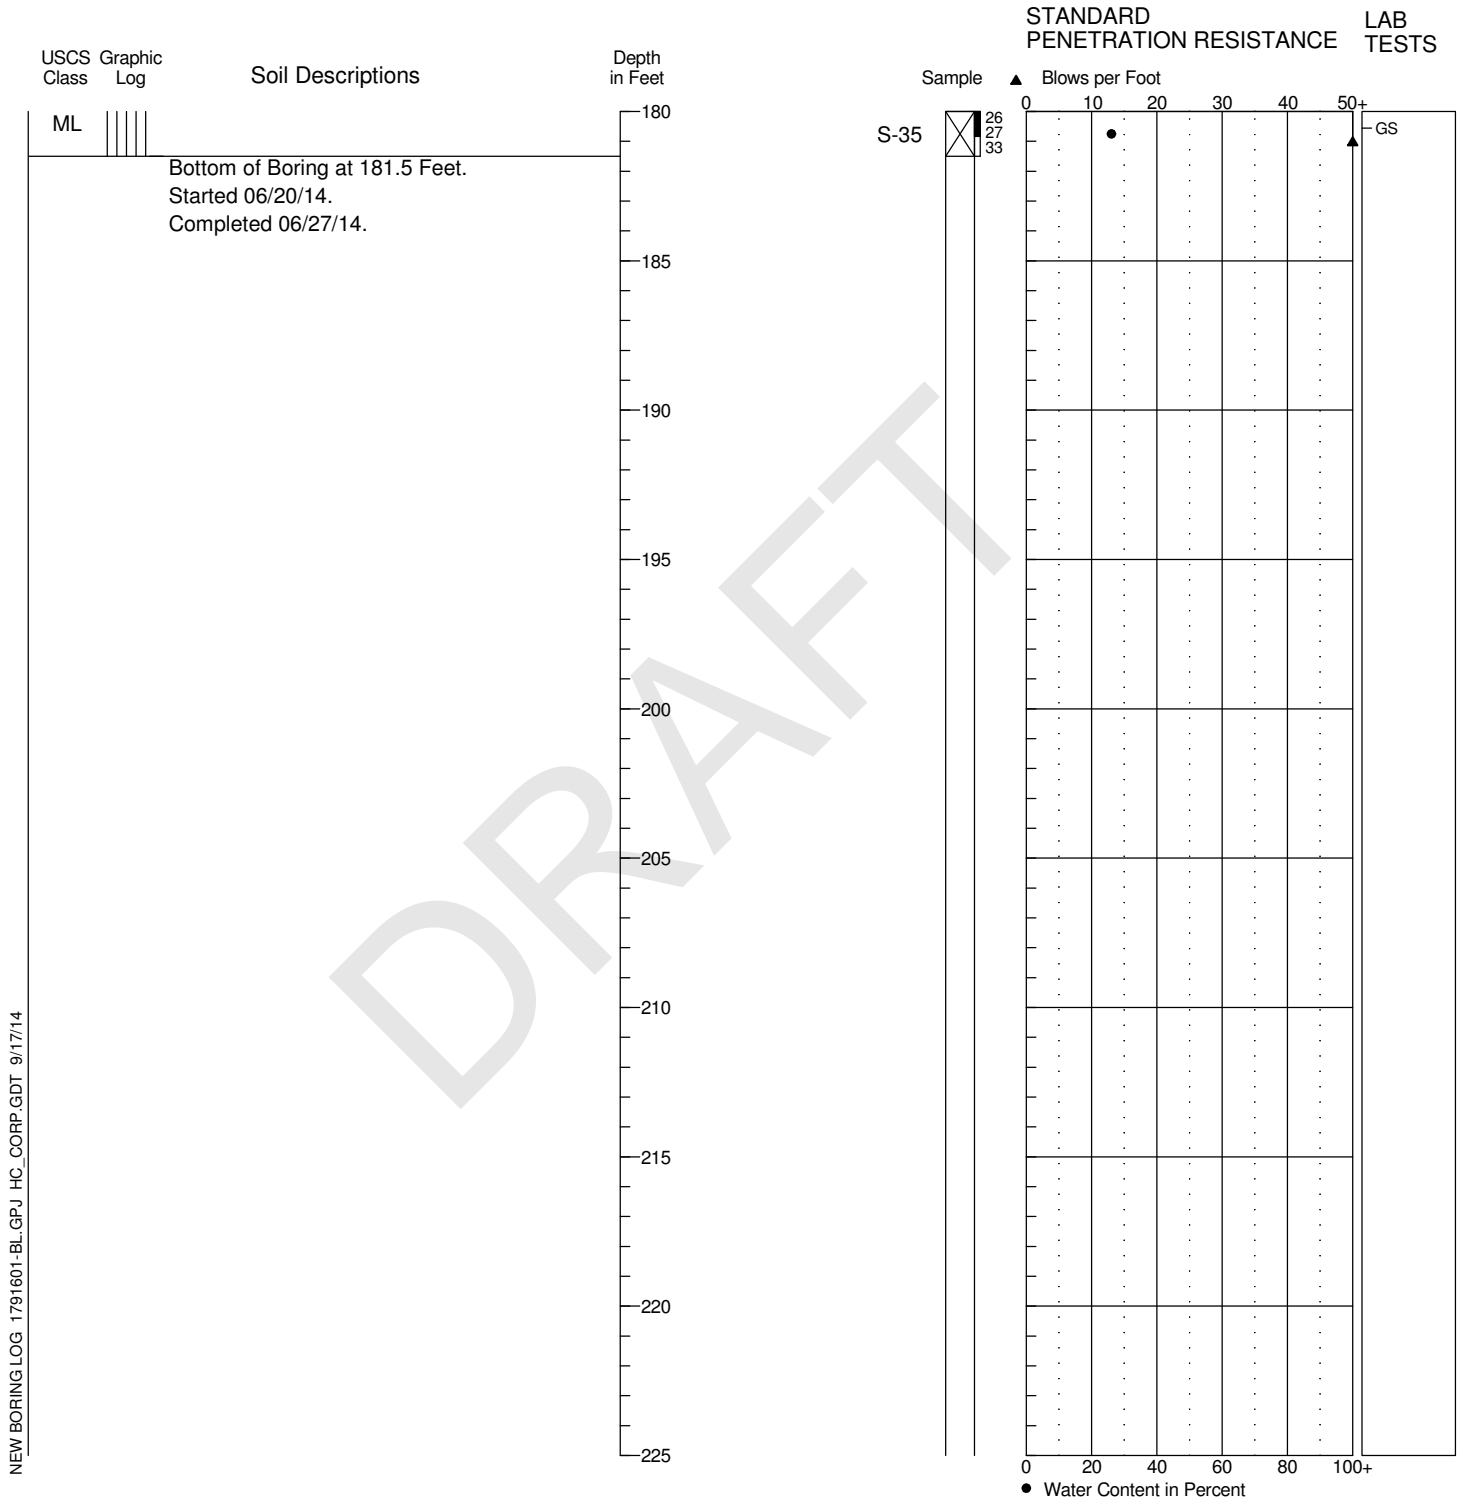 STANDARD
PENETRATION RESISTANCE
LAB
TESTS
USCS Graphic
Class Log
Soil Descriptions
Depth
in Feet
Sample
▲ Blows per Foot
0 10 20 30 40 50+
ML
180
S-35
26
27
33
GS
Bottom of Boring at 181.5 Feet.
Started 06/20/14.
Completed 06/27/14.
185
190
195
200
205
210
215
220
225
0 20 40 60 80 100+
● Water Content in Percent
DRAFT
NEW BORING LOG 1791601-BL.GPJ HC_CORP.GDT 9/17/14